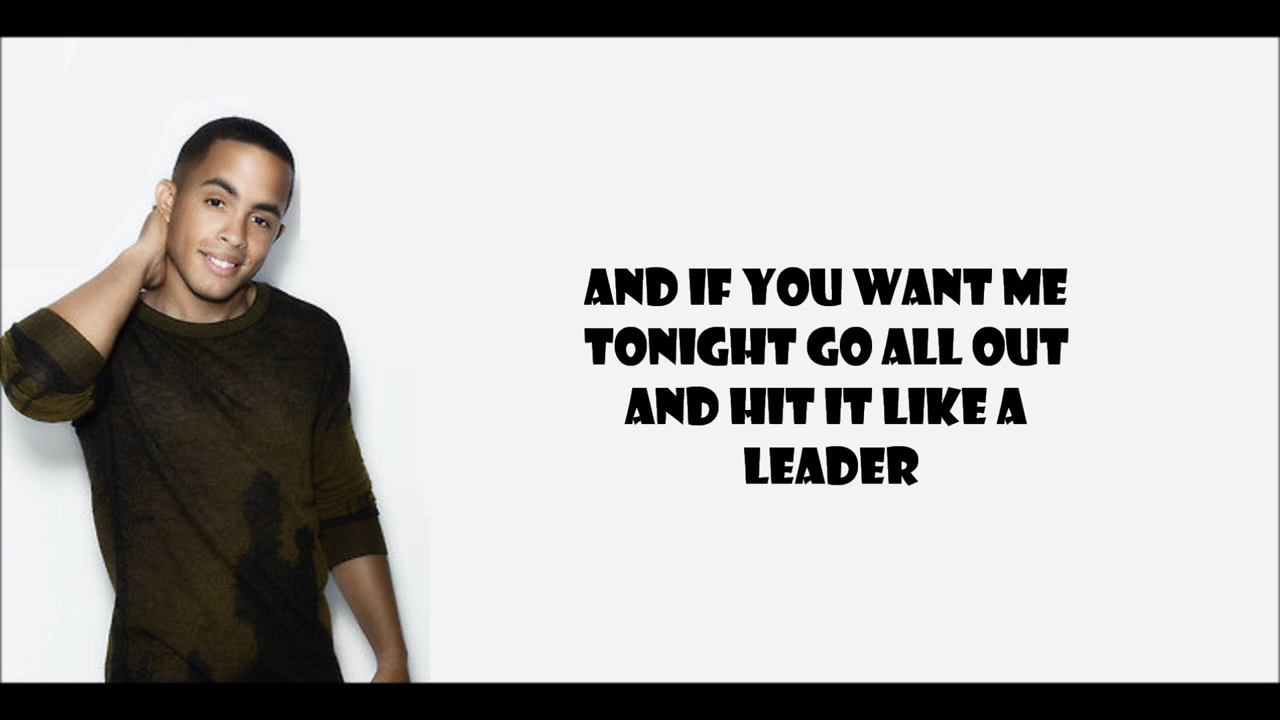 AND IF YOU WANT ME
TONIGHT GO ALL OUT
AND HIT IT LIKE A
LEADER